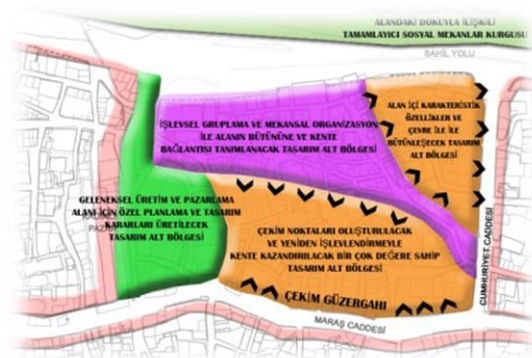 ALANDAKİ DOKUYLA İLİŞKİLİ
TAMAMLAYICI SOSYAL MEKANLAR KURGUSU
SAHİL YOLU
İŞLEVSEL GRUPLAMA VE MEKANSAL ORGANİZASYON
İLE ALANIN BÜTÜNÜNE VE KENTE
BAĞLANTISI TANIMLANACAK TASARIM ALT BÖLGESİ
ALAN İÇİ KARAKTERİSTİK
ÖZELLİKLER VE
ÇEVRE İLE İLE
BÜTÜNLEŞECEK TASARIM
ALT BÖLGESİ
GELENEKSEL ÜRETİM VE PAZARLAMA
ALANI İÇİN ÖZEL PLANLAMA VE TASARIM
KARARLARI ÜRETİLECEK
TASARIM ALT BÖLGESİ
ÇEKİM NOKTALARI OLUŞTURULACAK
VE YENİDEN İŞLEVLENDİRMEYLE
KENTE KAZANDIRILACAK BİR ÇOK DEĞERE SAHİP
TASARIM ALT BÖLGESİ
ÇEKİM GÜZERGAHI
MARAŞ CADDESİ
CUMHURİYET CADDESİ